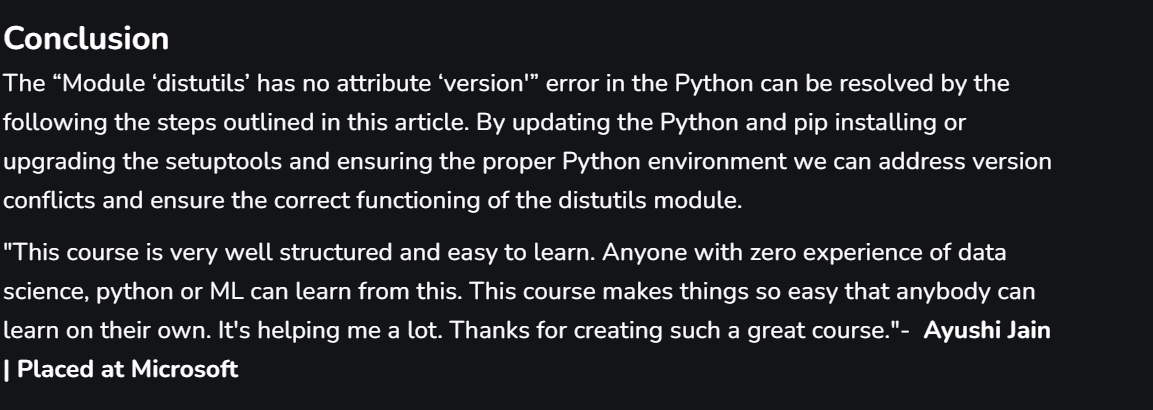 Conclusion
The “Module ‘distutils’ has no attribute ‘version'” error in the Python can be resolved by the
following the steps outlined in this article. By updating the Python and pip installing or
upgrading the setuptools and ensuring the proper Python environment we can address version
conflicts and ensure the correct functioning of the distutils module.
"This course is very well structured and easy to learn. Anyone with zero experience of data
science, python or ML can learn from this. This course makes things so easy that anybody can
learn on their own. It's helping me a lot. Thanks for creating such a great course."- Ayushi Jain
| Placed at Microsoft